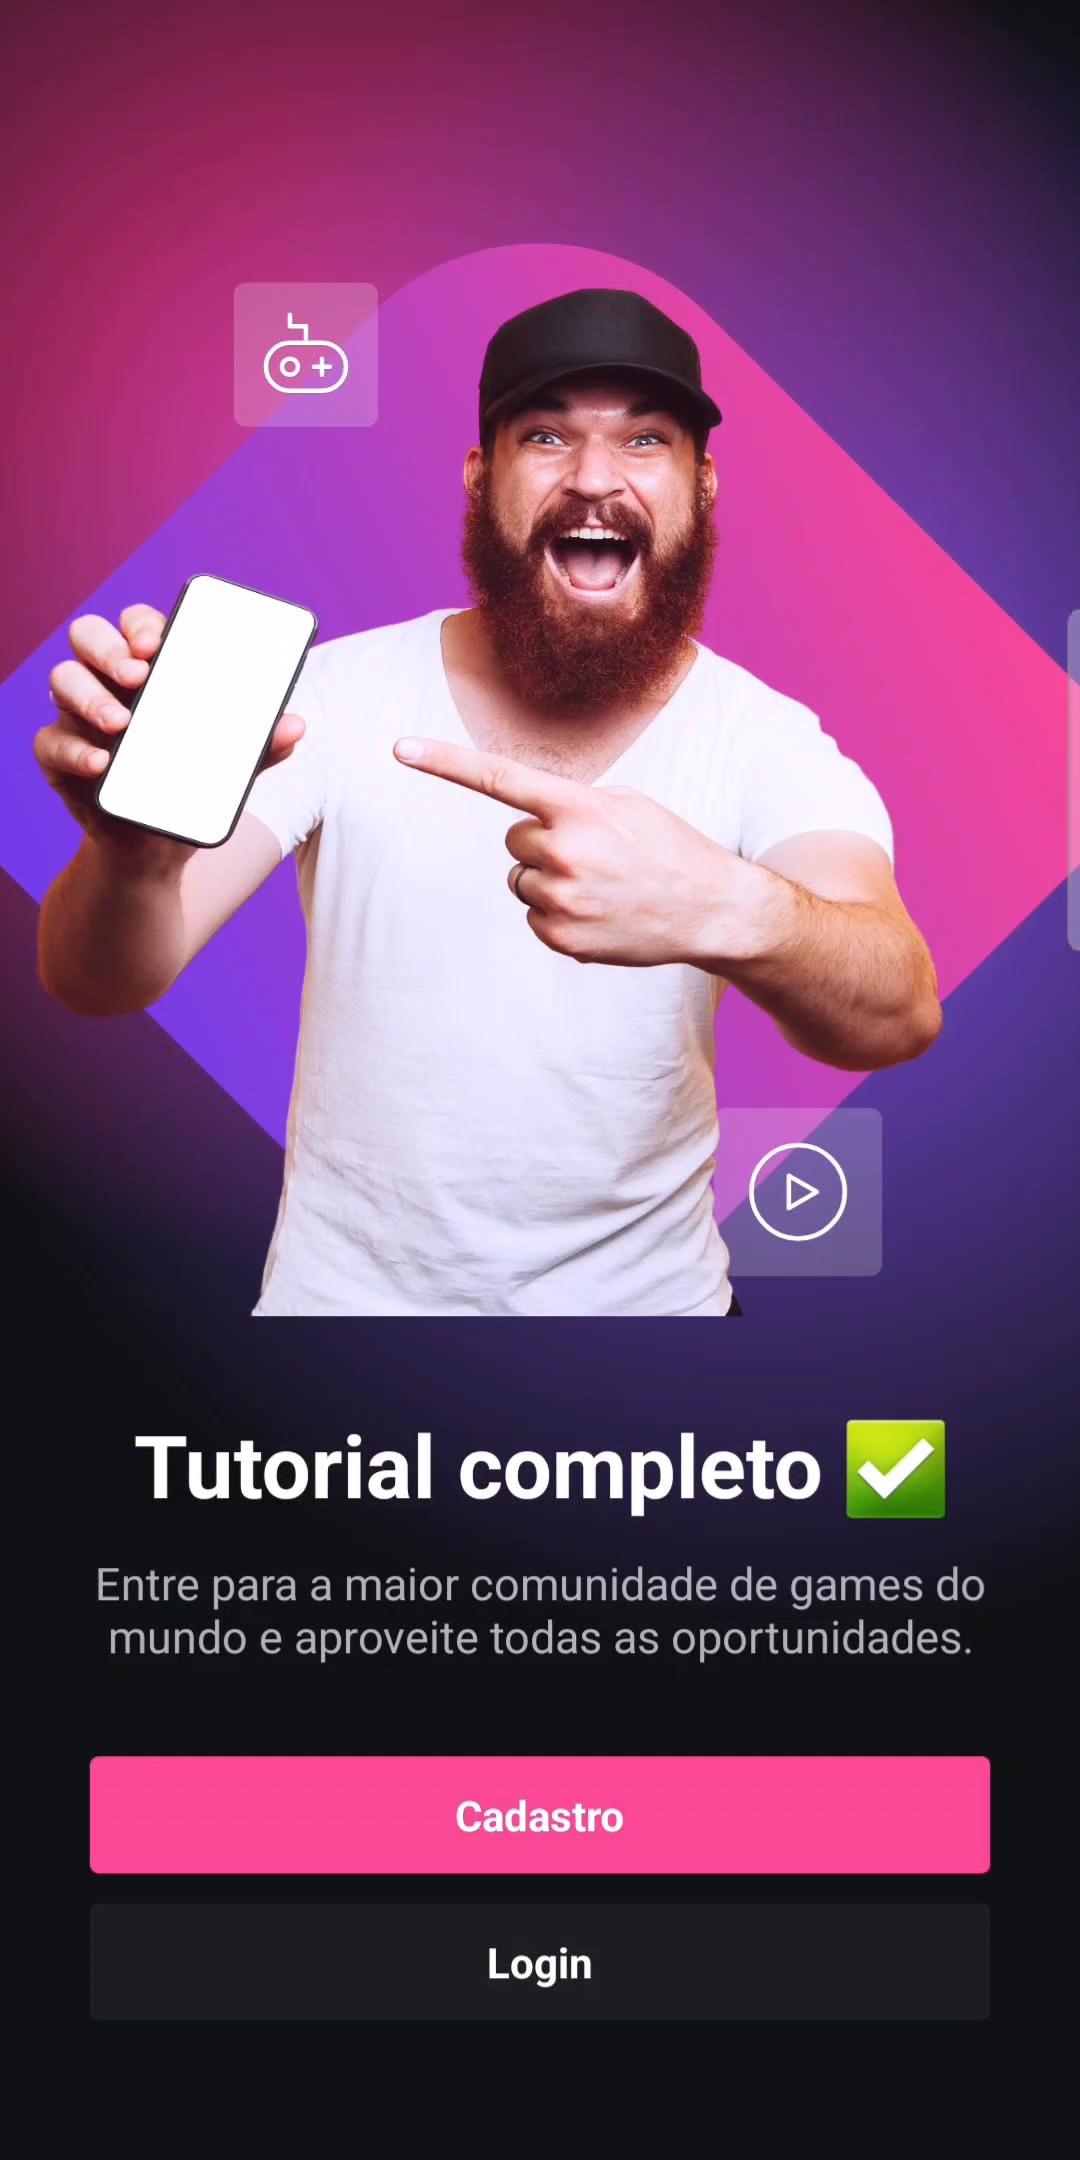 Tutorial completo ✅
Entre para a maior comunidade de games do
mundo e aproveite todas as oportunidades.
Cadastro
Login